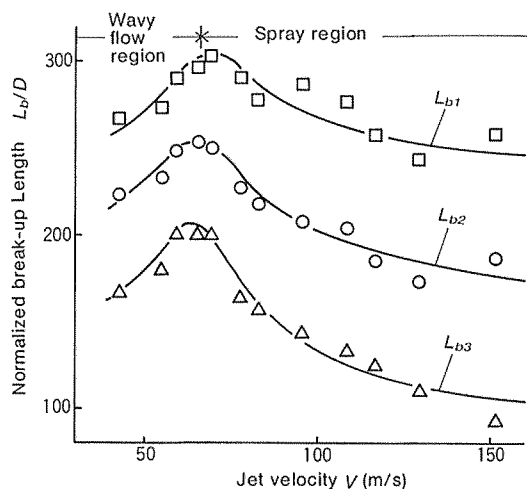 Wavy
flow
region
Spray region
300
200
100
Normalized break-up Length L_b/D
L_b1
L_b2
L_b3
50
100
150
Jet velocity V (m/s)